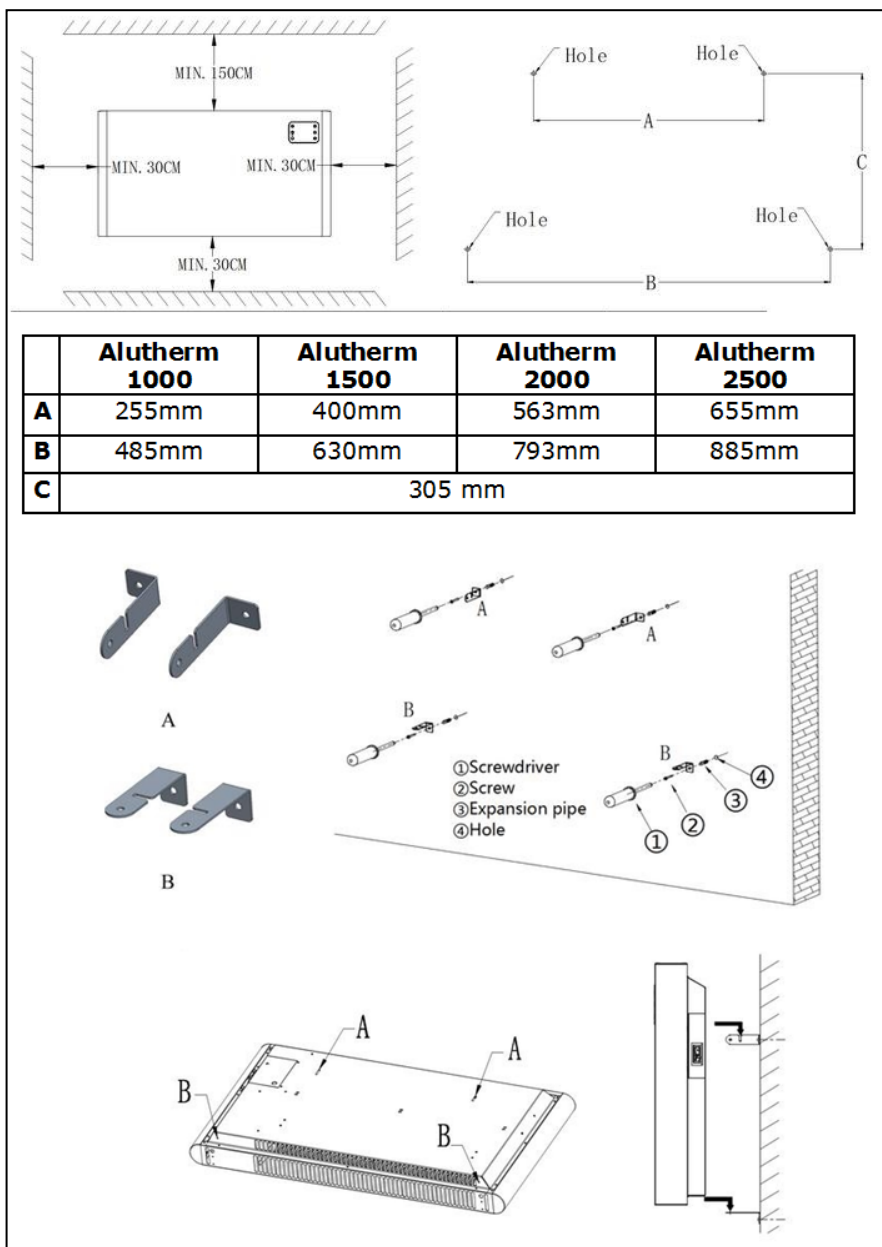 MIN. 150CM
MIN. 30CM
MIN. 30CM
MIN. 30CM
Hole
Hole
A
C
Hole
Hole
B
Alutherm 1000
Alutherm 1500
Alutherm 2000
Alutherm 2500
A 255mm 400mm 563mm 655mm
B 485mm 630mm 793mm 885mm
C 305 mm
A
B
A
A
B
B
①Screwdriver
②Screw
③Expansion pipe
④Hole
①
②
③
④
A
A
B
B